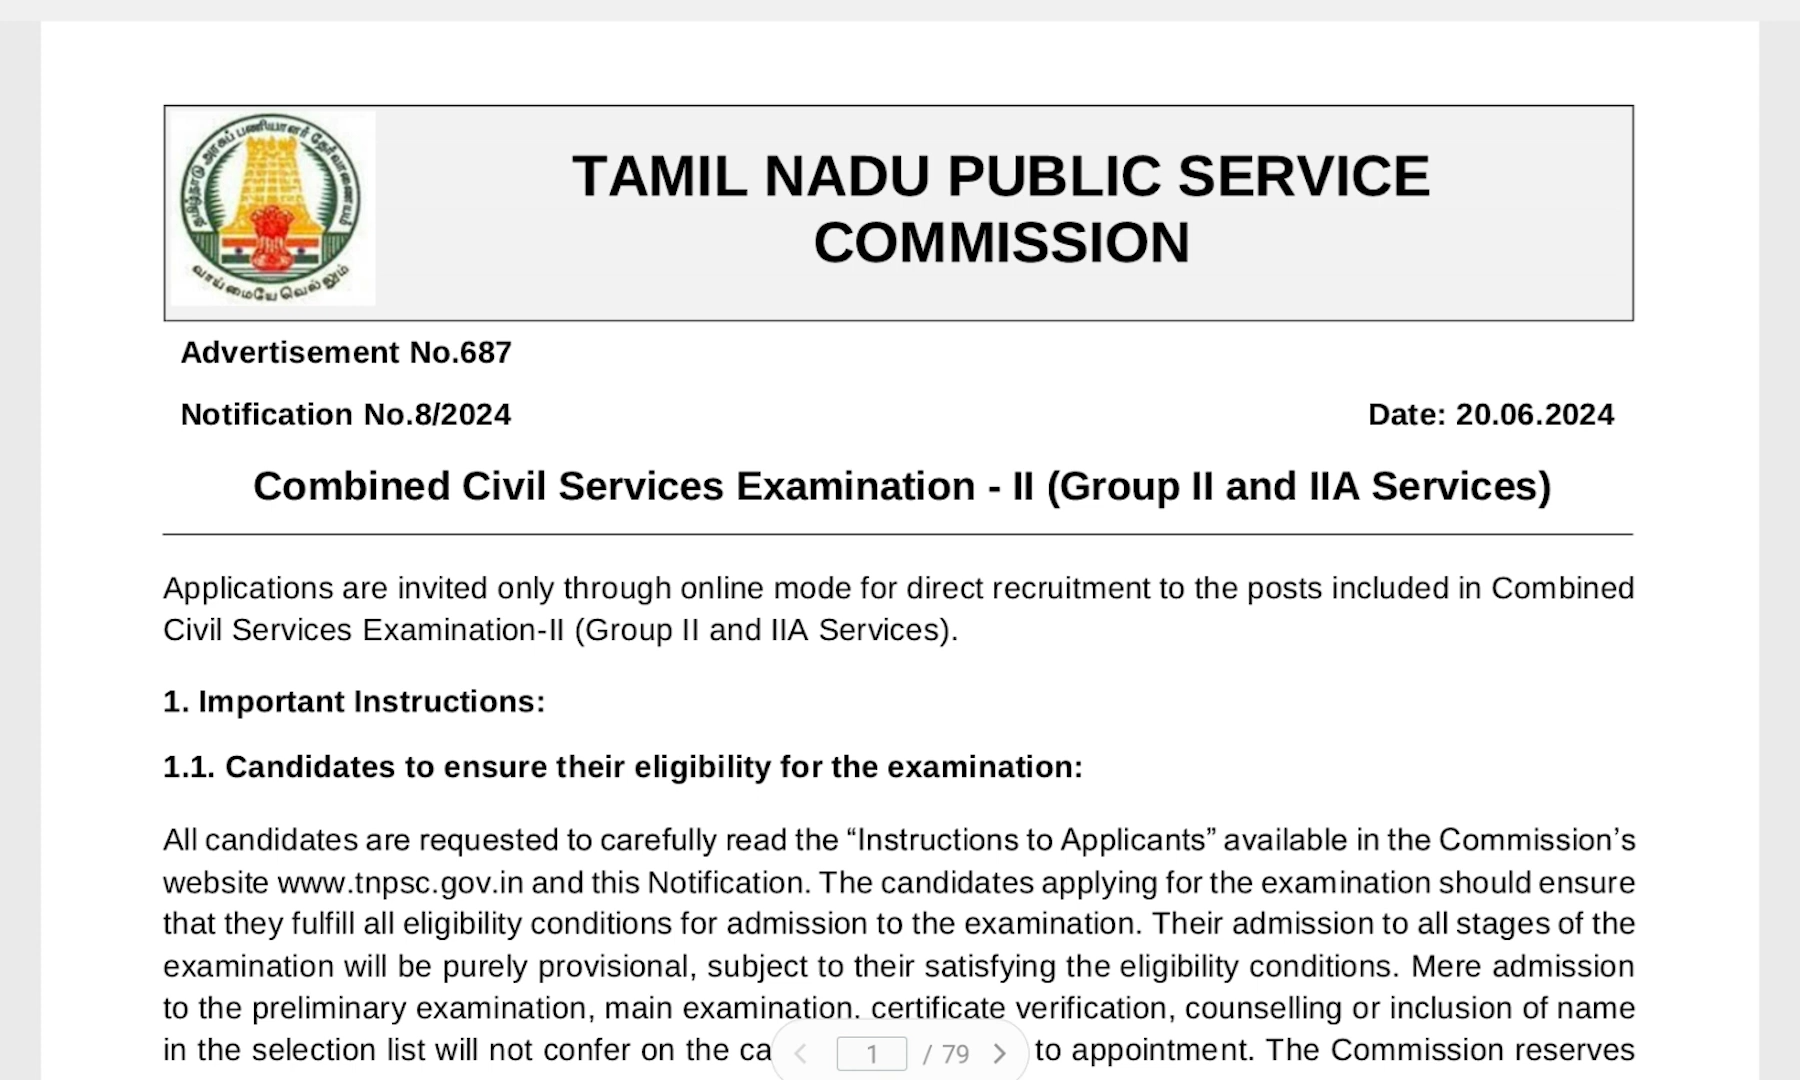 தமிழ்நாடு அரசுப் பணியாளர் தேர்வாணையம்
வாய்மையே வெல்லும்
TAMIL NADU PUBLIC SERVICE
COMMISSION
Advertisement No.687
Notification No.8/2024 Date: 20.06.2024
Combined Civil Services Examination - II (Group II and IIA Services)
Applications are invited only through online mode for direct recruitment to the posts included in Combined
Civil Services Examination-II (Group II and IIA Services).
1. Important Instructions:
1.1. Candidates to ensure their eligibility for the examination:
All candidates are requested to carefully read the “Instructions to Applicants” available in the Commission’s
website www.tnpsc.gov.in and this Notification. The candidates applying for the examination should ensure
that they fulfill all eligibility conditions for admission to the examination. Their admission to all stages of the
examination will be purely provisional, subject to their satisfying the eligibility conditions. Mere admission
to the preliminary examination, main examination, certificate verification, counselling or inclusion of name
in the selection list will not confer on the ca to appointment. The Commission reserves
1 / 79